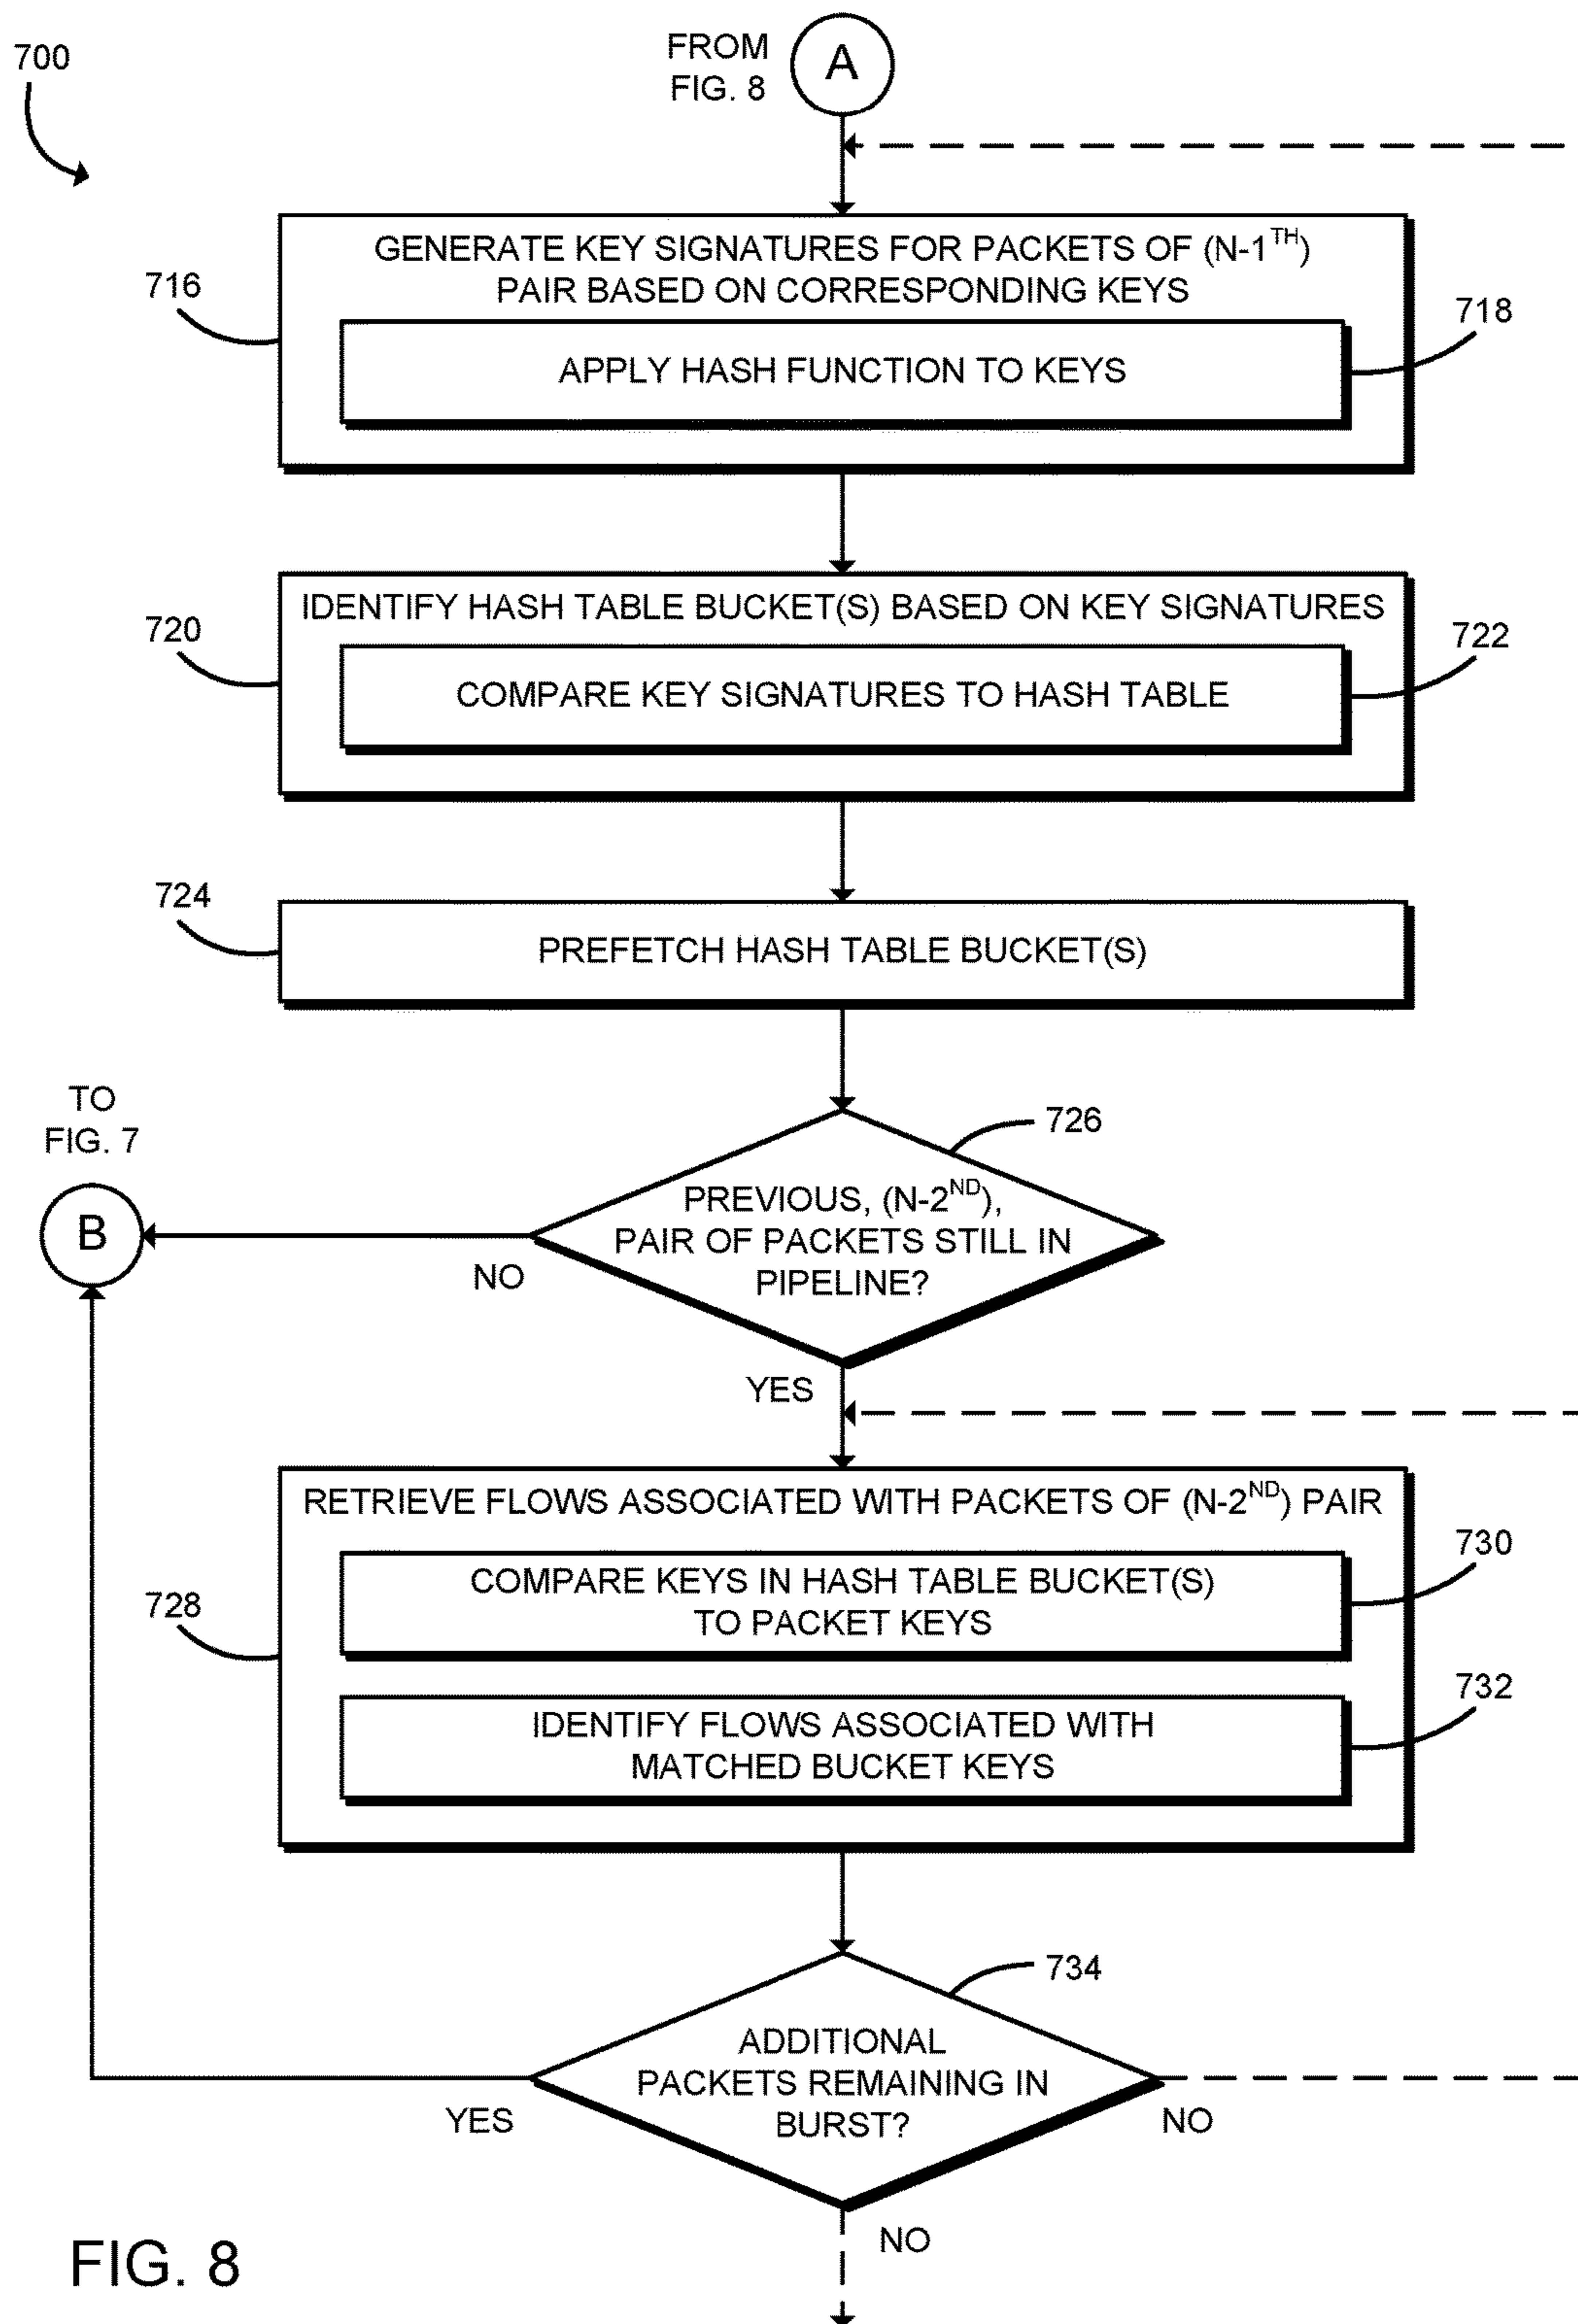 700
FROM
FIG. 8
A
GENERATE KEY SIGNATURES FOR PACKETS OF (N-1TH)
PAIR BASED ON CORRESPONDING KEYS
716
718
APPLY HASH FUNCTION TO KEYS
IDENTIFY HASH TABLE BUCKET(S) BASED ON KEY SIGNATURES
720
722
COMPARE KEY SIGNATURES TO HASH TABLE
724
PREFETCH HASH TABLE BUCKET(S)
TO
FIG. 7
B
726
PREVIOUS, (N-2ND),
PAIR OF PACKETS STILL IN
PIPELINE?
NO
YES
RETRIEVE FLOWS ASSOCIATED WITH PACKETS OF (N-2ND) PAIR
730
COMPARE KEYS IN HASH TABLE BUCKET(S)
TO PACKET KEYS
728
732
IDENTIFY FLOWS ASSOCIATED WITH
MATCHED BUCKET KEYS
734
ADDITIONAL
PACKETS REMAINING IN
BURST?
YES
NO
NO
FIG. 8